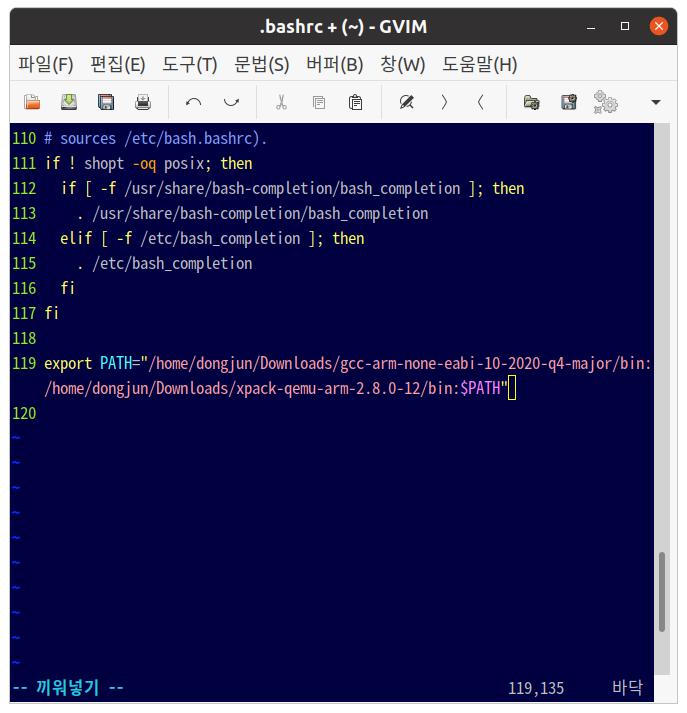 .bashrc + (~) - GVIM
파일(F) 편집(E) 도구(T) 문법(S) 버퍼(B) 창(W) 도움말(H)
110 # sources /etc/bash.bashrc).
111 if ! shopt -oq posix; then
112   if [ -f /usr/share/bash-completion/bash_completion ]; then
113     . /usr/share/bash-completion/bash_completion
114   elif [ -f /etc/bash_completion ]; then
115     . /etc/bash_completion
116   fi
117 fi
118
119 export PATH="/home/dongjun/Downloads/gcc-arm-none-eabi-10-2020-q4-major/bin:
/home/dongjun/Downloads/xpack-qemu-arm-2.8.0-12/bin:$PATH"
120
~
~
~
~
~
~
~
~
~
~
-- 끼워넣기 -- 119,135 바닥